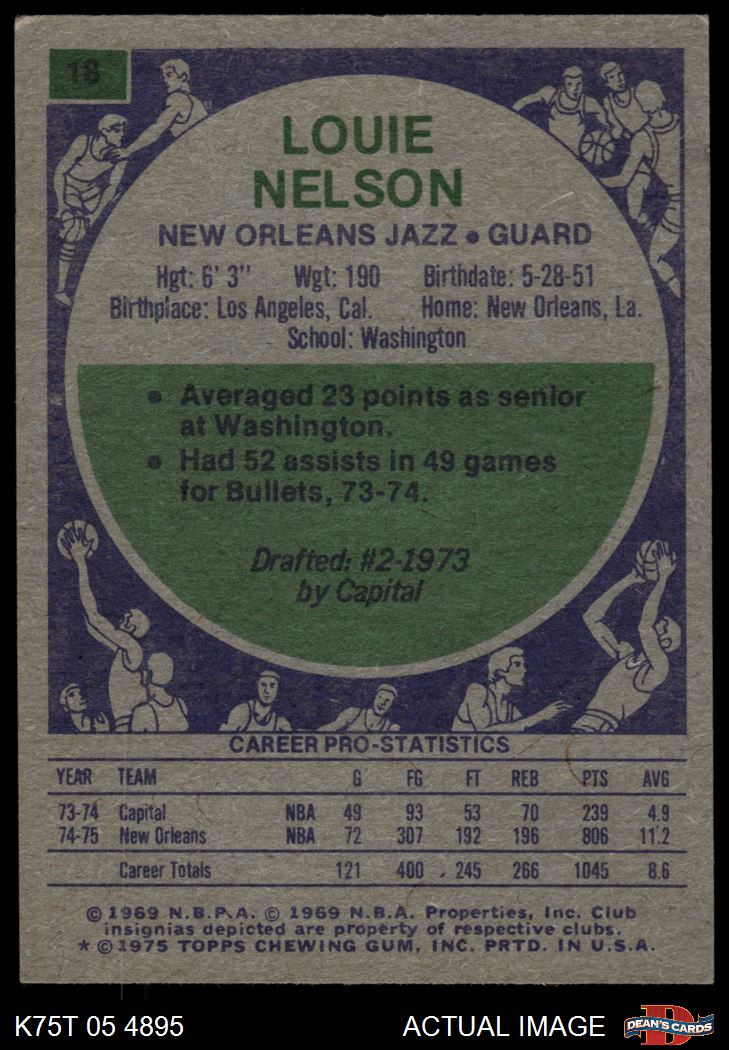 18
LOUIE
NELSON
NEW ORLEANS JAZZ • GUARD
Hgt: 6' 3" Wgt: 190 Birthdate: 5-28-51
Birthplace: Los Angeles, Cal. Home: New Orleans, La.
School: Washington
• Averaged 23 points as senior
at Washington.
• Had 52 assists in 49 games
for Bullets, 73-74.
Drafted: #2-1973
by Capital
CAREER PRO-STATISTICS
YEAR TEAM G FG FT REB PTS AVG
73-74 Capital NBA 49 93 53 70 239 4.9
74-75 New Orleans NBA 72 307 192 196 806 11.2
Career Totals 121 400 245 266 1045 8.6
© 1969 N.B.P.A. © 1969 N.B.A. Properties, Inc. Club
insignias depicted are property of respective clubs.
* © 1975 TOPPS CHEWING GUM, INC. PRTD. IN U.S.A.
K75T 05 4895 ACTUAL IMAGE DEAN'S CARDS